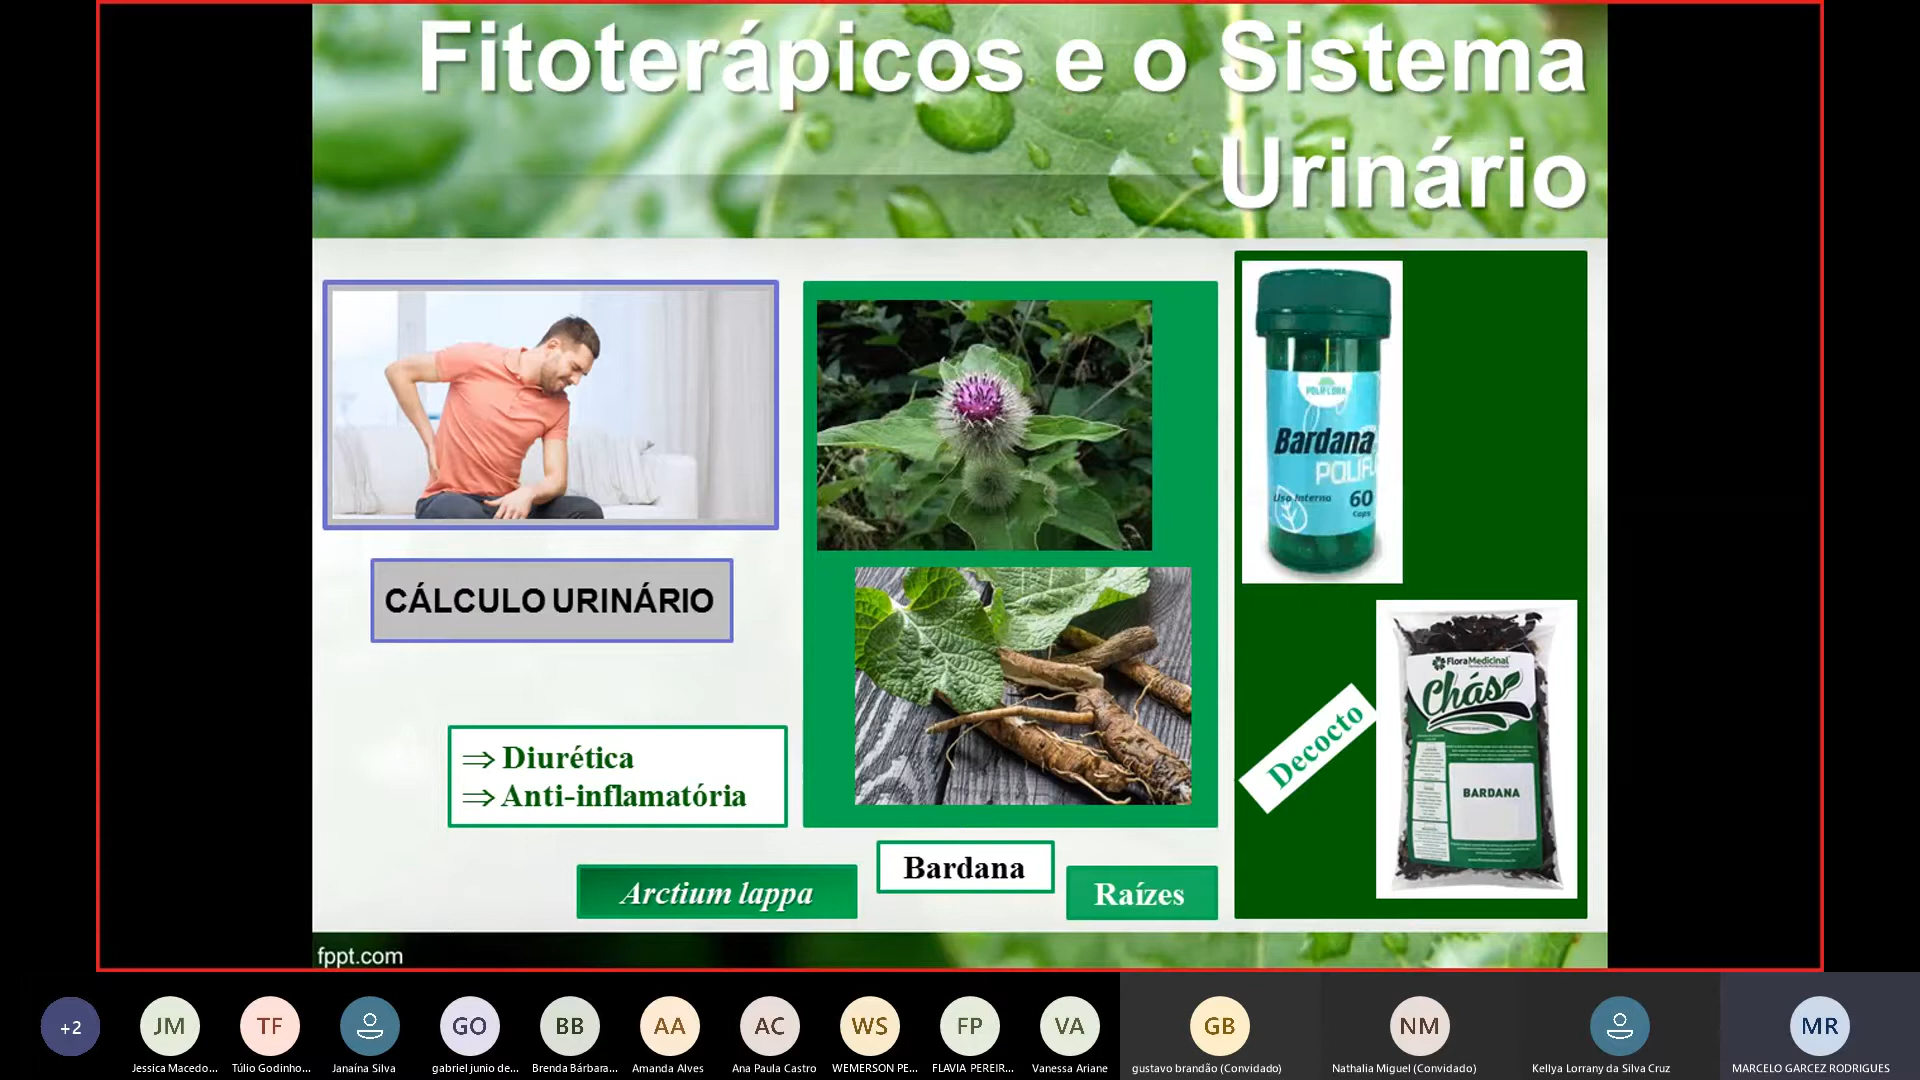 Fitoterápicos e o Sistema
Urinário
CÁLCULO URINÁRIO
⇒ Diurética
⇒ Anti-inflamatória
Arctium lappa
Bardana
Raízes
POLIFLORA
Bardana
POLIFL
Uso Interno
60
Caps
Decocto
FloraMedicinal
Chás
BARDANA
fppt.com
+2
JM
TF
GO
BB
AA
AC
WS
FP
VA
GB
NM
MR
Jessica Macedo...
Túlio Godinho...
Janaína Silva
gabriel junio de...
Brenda Bárbara...
Amanda Alves
Ana Paula Castro
WEMERSON PE...
FLAVIA PEREIR...
Vanessa Ariane
gustavo brandão (Convidado)
Nathalia Miguel (Convidado)
Kellya Lorrany da Silva Cruz
MARCELO GARCEZ RODRIGUES